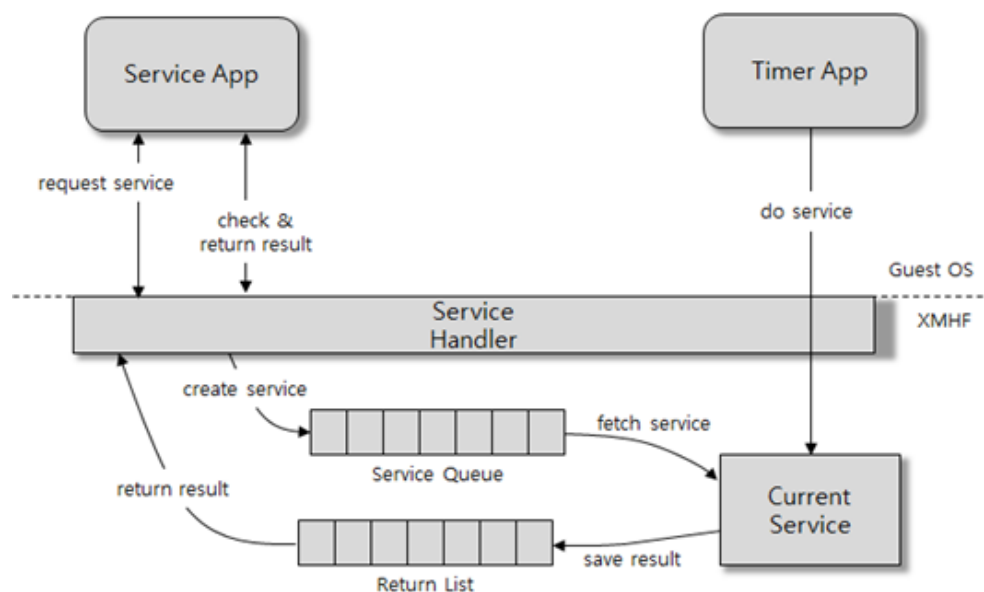 Service App
Timer App
request service
check &
return result
do service
Guest OS
XMHF
Service
Handler
create service
fetch service
Service Queue
return result
Current
Service
save result
Return List